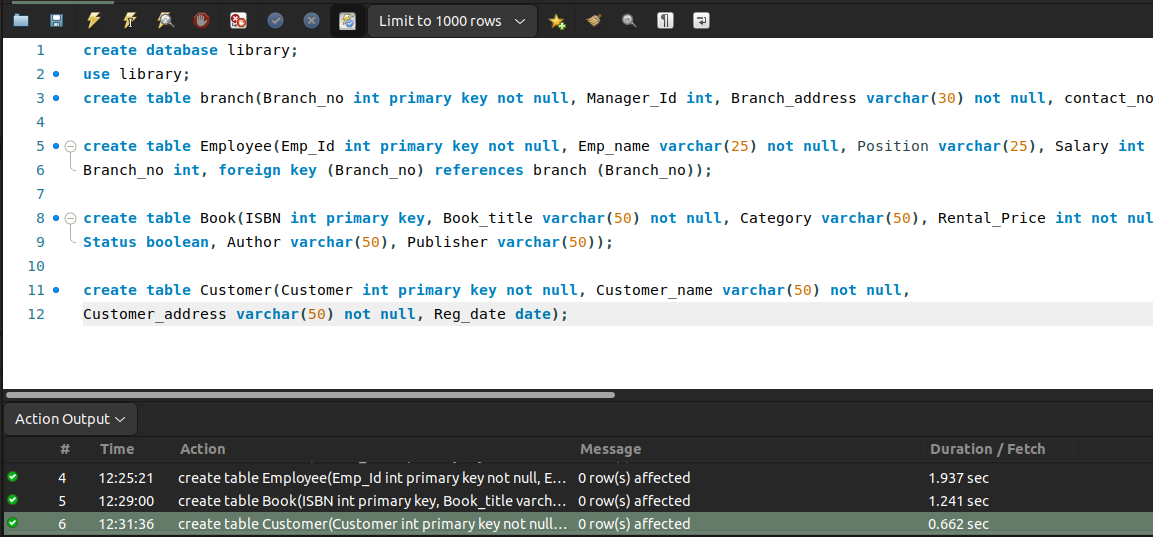 Limit to 1000 rows
1 create database library;
2 use library;
3 create table branch(Branch_no int primary key not null, Manager_Id int, Branch_address varchar(30) not null, contact_no
4
5 create table Employee(Emp_Id int primary key not null, Emp_name varchar(25) not null, Position varchar(25), Salary int
6 Branch_no int, foreign key (Branch_no) references branch (Branch_no));
7
8 create table Book(ISBN int primary key, Book_title varchar(50) not null, Category varchar(50), Rental_Price int not nul
9 Status boolean, Author varchar(50), Publisher varchar(50));
10
11 create table Customer(Customer int primary key not null, Customer_name varchar(50) not null,
12 Customer_address varchar(50) not null, Reg_date date);
Action Output
# Time Action Message Duration / Fetch
4 12:25:21 create table Employee(Emp_Id int primary key not null, E... 0 row(s) affected 1.937 sec
5 12:29:00 create table Book(ISBN int primary key, Book_title varch... 0 row(s) affected 1.241 sec
6 12:31:36 create table Customer(Customer int primary key not null... 0 row(s) affected 0.662 sec